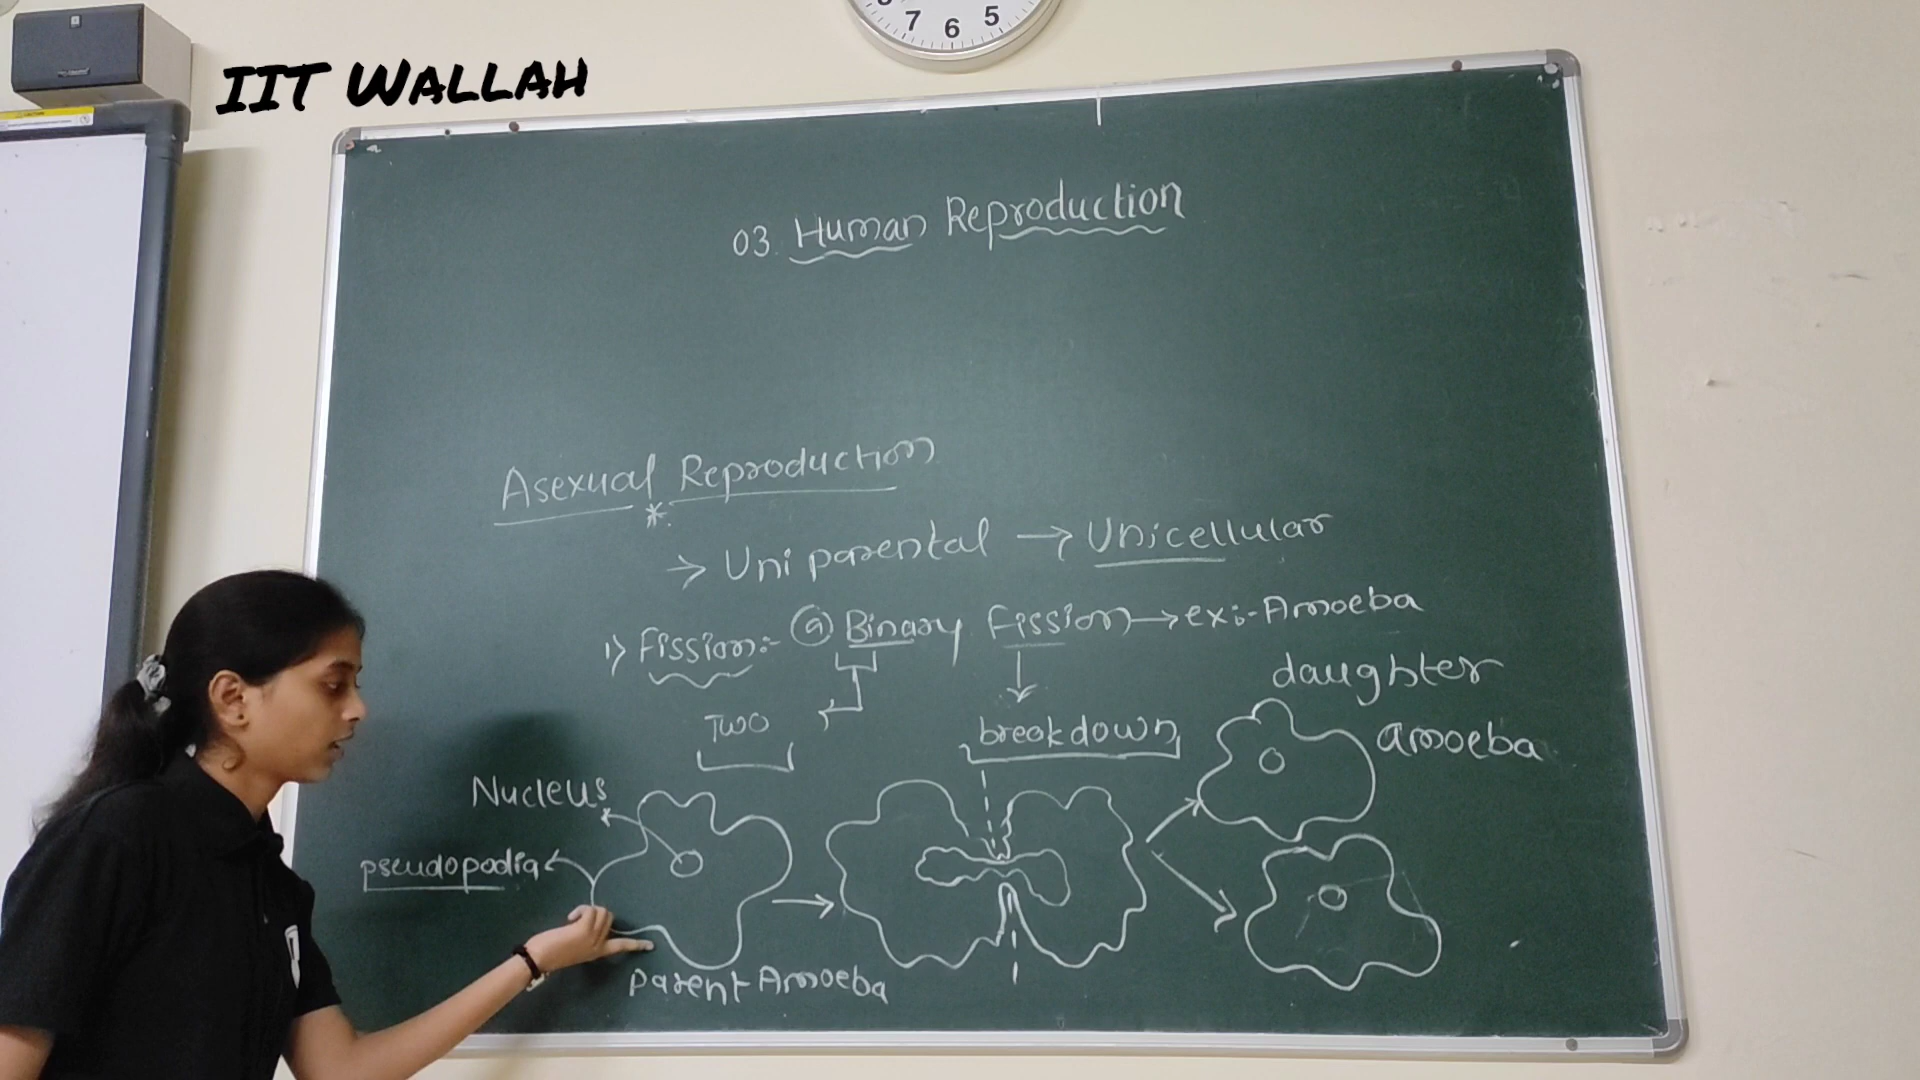 IIT WALLAH
7 6 5
03. Human Reproduction
Asexual Reproduction
*
→ Uni parental → Unicellular
1) Fission:- (a) Binary Fission → ex:- Amoeba
Two
breakdown
daughter
amoeba
Nucleus
pseudopodia
parent Amoeba